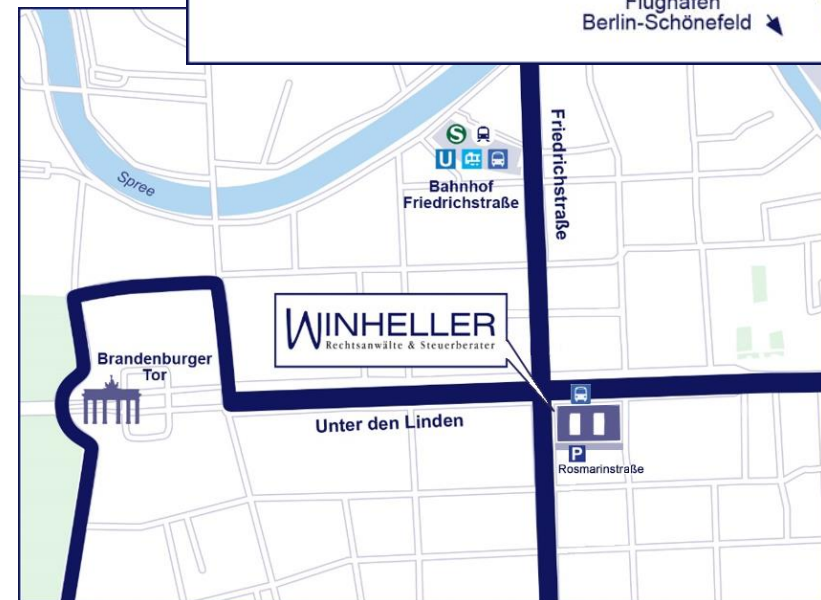 Flughafen
Berlin-Schönefeld
Spree
S
U
Bahnhof
Friedrichstraße
Friedrichstraße
WINHELLER
Rechtsanwälte & Steuerberater
Brandenburger
Tor
Unter den Linden
P
Rosmarinstraße